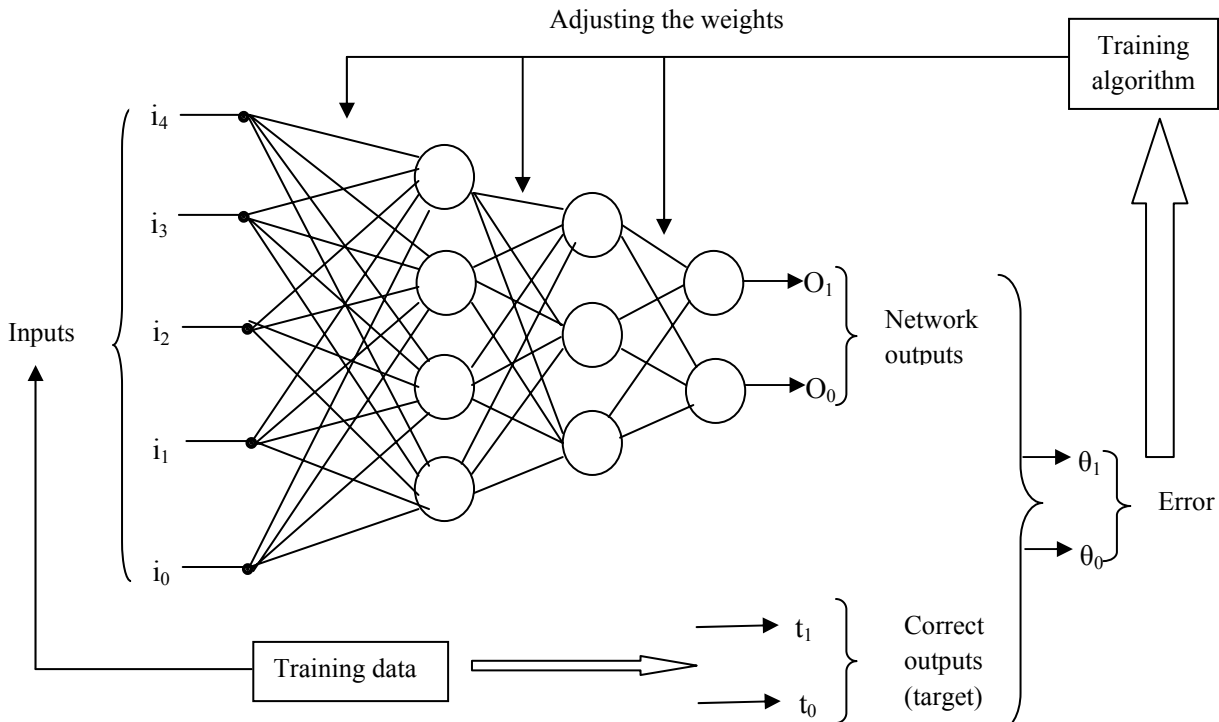 Adjusting the weights
Training
algorithm
i₄
i₃
Inputs
i₂
i₁
i₀
O₁
O₀
Network
outputs
θ₁
θ₀
Error
Training data
t₁
t₀
Correct
outputs
(target)